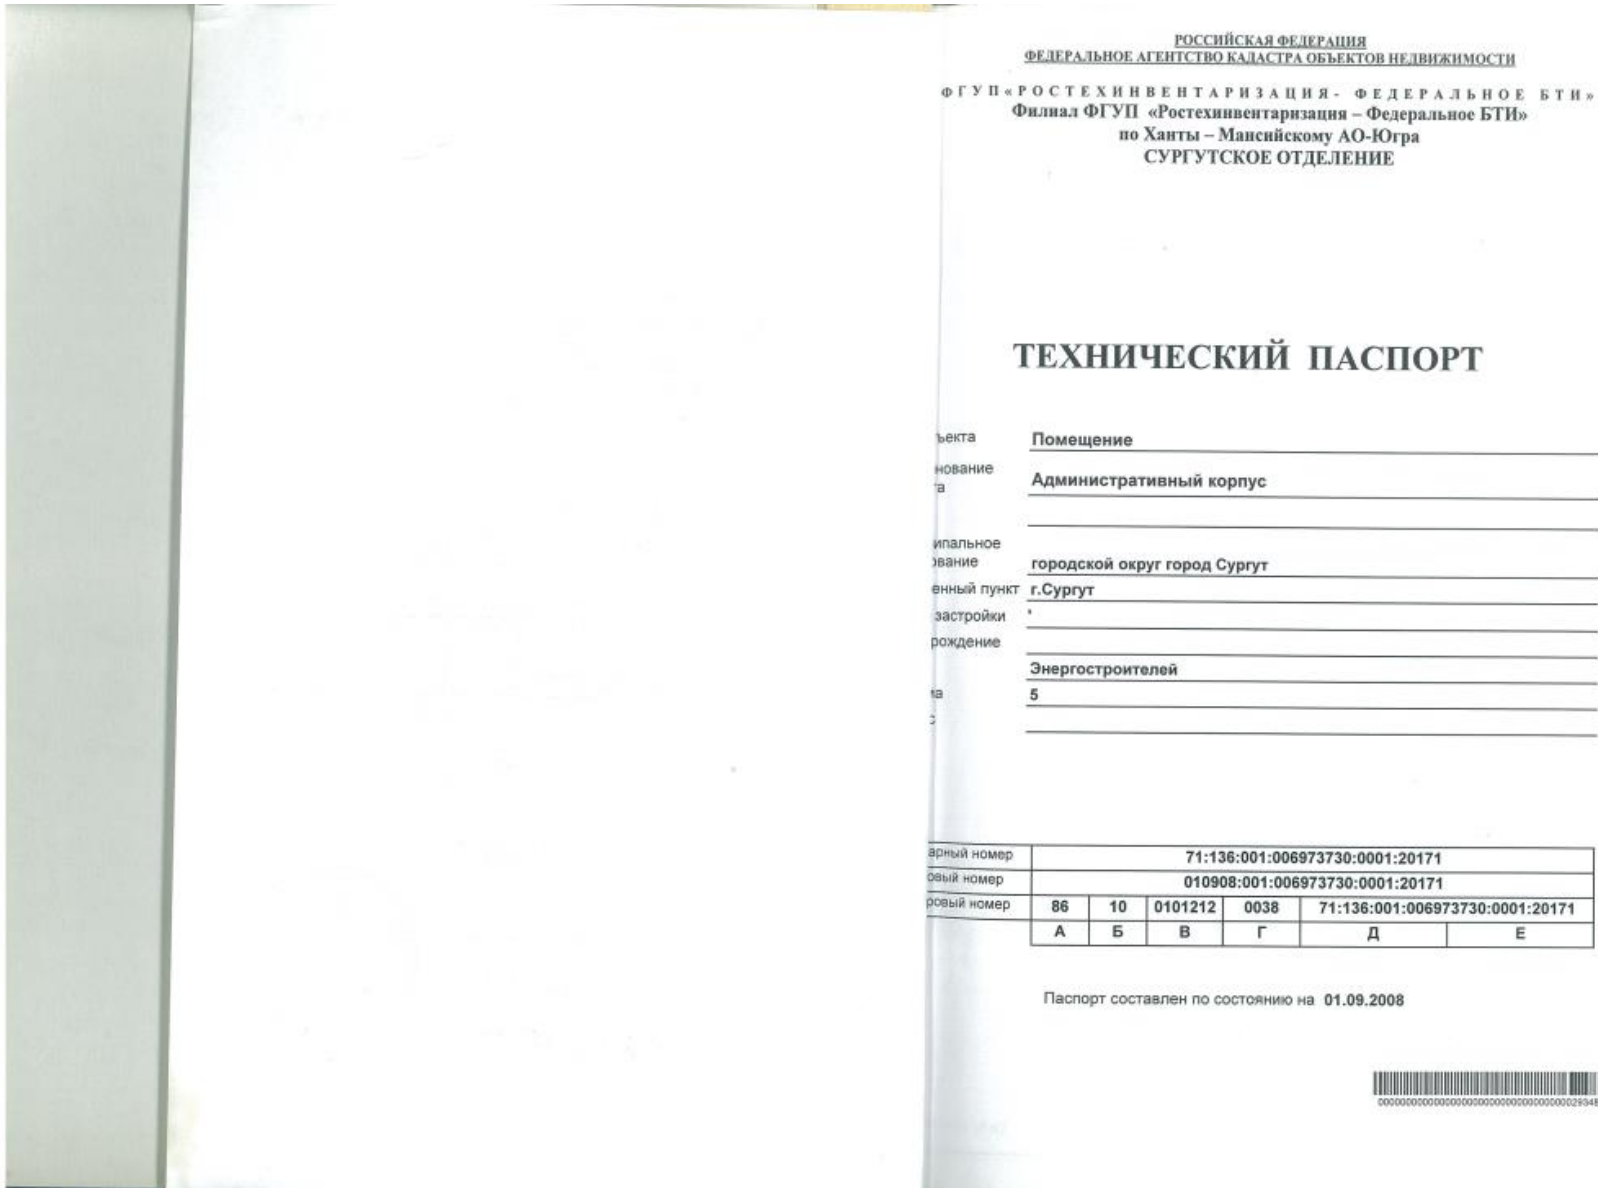 РОССИЙСКАЯ ФЕДЕРАЦИЯ
ФЕДЕРАЛЬНОЕ АГЕНТСТВО КАДАСТРА ОБЪЕКТОВ НЕДВИЖИМОСТИ
ФГУП«РОСТЕХИНВЕНТАРИЗАЦИЯ- ФЕДЕРАЛЬНОЕ БТИ»
Филиал ФГУП «Ростехинвентаризация – Федеральное БТИ»
по Ханты – Мансийскому АО-Югра
СУРГУТСКОЕ ОТДЕЛЕНИЕ
ТЕХНИЧЕСКИЙ ПАСПОРТ
ъекта Помещение
нование
а Административный корпус
ипальное
ование городской округ город Сургут
енный пункт г.Сургут
застройки
рождение
Энергостроителей
ма 5
с
арный номер 71:136:001:006973730:0001:20171
овый номер 010908:001:006973730:0001:20171
ровый номер 86 10 0101212 0038 71:136:001:006973730:0001:20171
А Б В Г Д Е
Паспорт составлен по состоянию на 01.09.2008